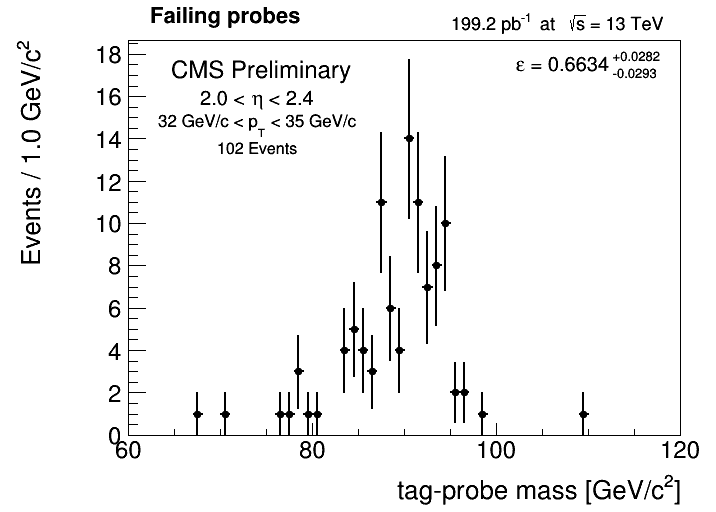 Failing probes
199.2 pb⁻¹ at √s = 13 TeV
CMS Preliminary
2.0 < η < 2.4
32 GeV/c < p_T < 35 GeV/c
102 Events
ε = 0.6634 +0.0282 -0.0293
Events / 1.0 GeV/c²
18
16
14
12
10
8
6
4
2
0
60 80 100 120
tag-probe mass [GeV/c²]